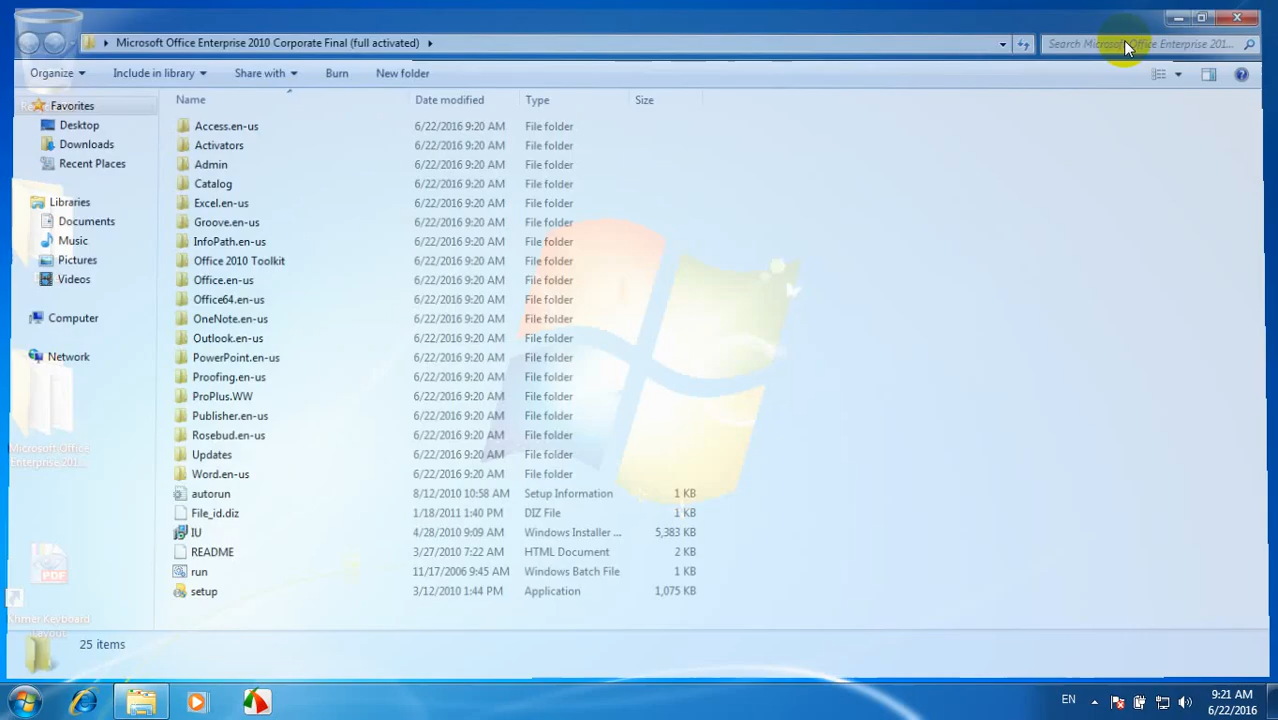 Microsoft Office Enterprise 2010 Corporate Final (full activated)
Search Microsoft Office Enterprise 201...
Organize Include in library Share with Burn New folder
Name Date modified Type Size
Favorites
Desktop
Downloads
Recent Places
Libraries
Documents
Music
Pictures
Videos
Computer
Network
Access.en-us 6/22/2016 9:20 AM File folder
Activators 6/22/2016 9:20 AM File folder
Admin 6/22/2016 9:20 AM File folder
Catalog 6/22/2016 9:20 AM File folder
Excel.en-us 6/22/2016 9:20 AM File folder
Groove.en-us 6/22/2016 9:20 AM File folder
InfoPath.en-us 6/22/2016 9:20 AM File folder
Office 2010 Toolkit 6/22/2016 9:20 AM File folder
Office.en-us 6/22/2016 9:20 AM File folder
Office64.en-us 6/22/2016 9:20 AM File folder
OneNote.en-us 6/22/2016 9:20 AM File folder
Outlook.en-us 6/22/2016 9:20 AM File folder
PowerPoint.en-us 6/22/2016 9:20 AM File folder
Proofing.en-us 6/22/2016 9:20 AM File folder
ProPlus.WW 6/22/2016 9:20 AM File folder
Publisher.en-us 6/22/2016 9:20 AM File folder
Rosebud.en-us 6/22/2016 9:20 AM File folder
Updates 6/22/2016 9:20 AM File folder
Word.en-us 6/22/2016 9:20 AM File folder
autorun 8/12/2010 10:58 AM Setup Information 1 KB
File_id.diz 1/18/2011 1:40 PM DIZ File 1 KB
IU 4/28/2010 9:09 AM Windows Installer ... 5,383 KB
README 3/27/2010 7:22 AM HTML Document 2 KB
run 11/17/2006 9:45 AM Windows Batch File 1 KB
setup 3/12/2010 1:44 PM Application 1,075 KB
Microsoft Office
Enterprise 201...
PDF
Khmer Keyboard
Layout
25 items
EN
9:21 AM
6/22/2016